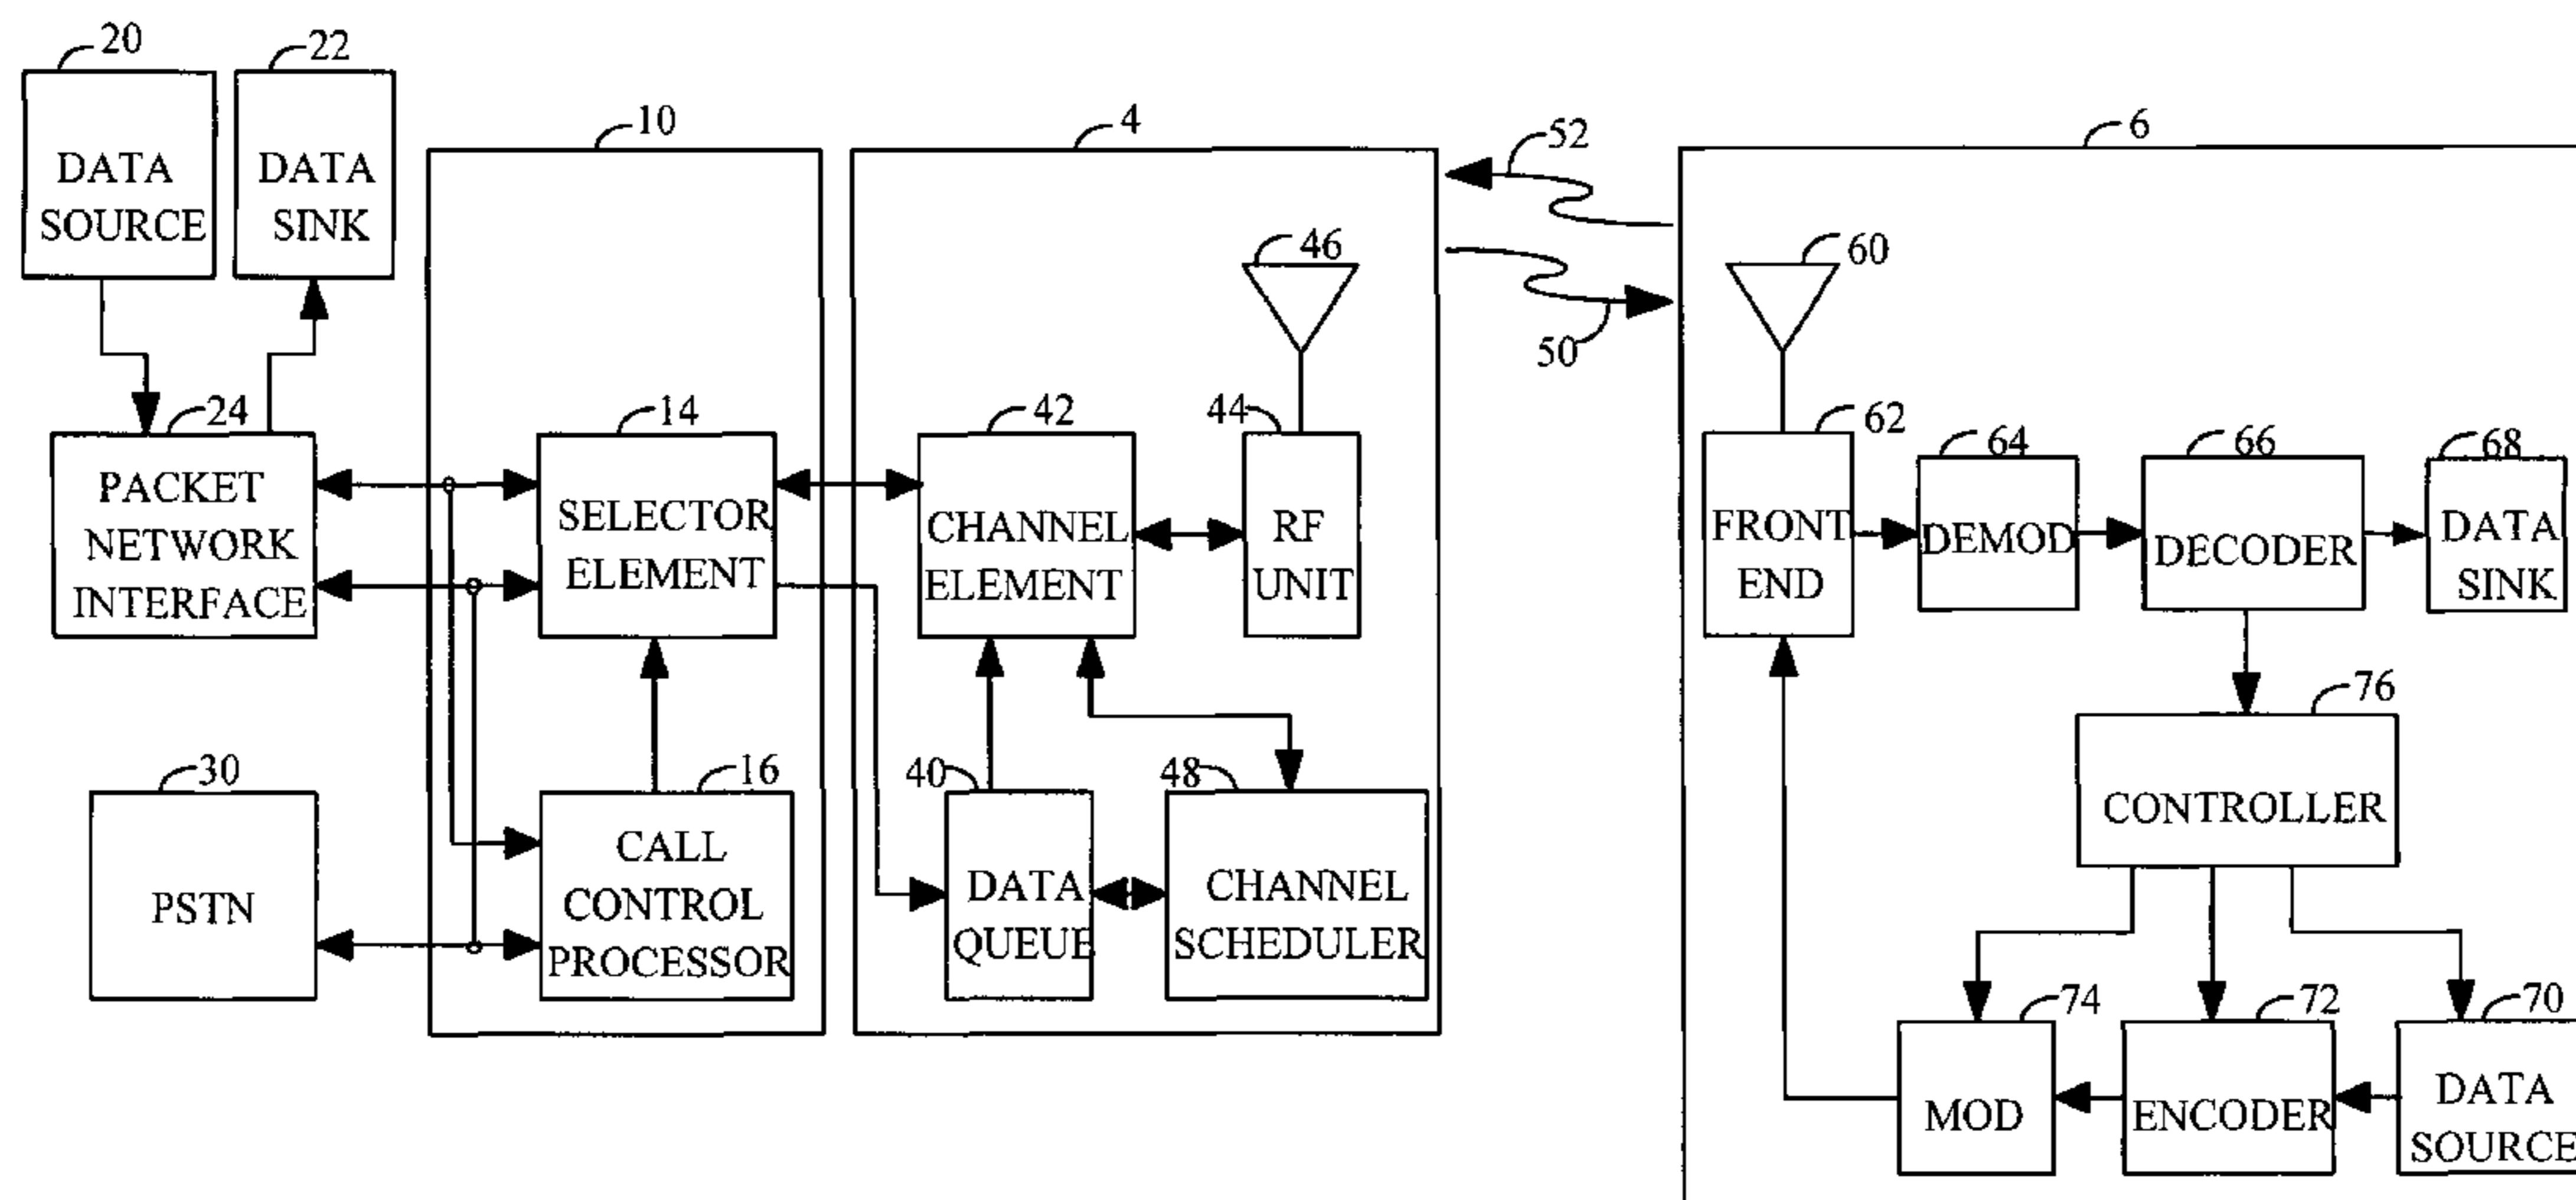 20
22
DATA
SOURCE
DATA
SINK
10
4
52
6
46
50
60
24
PACKET
NETWORK
INTERFACE
14
SELECTOR
ELEMENT
42
CHANNEL
ELEMENT
44
RF
UNIT
62
FRONT
END
64
DEMOD
66
DECODER
68
DATA
SINK
30
PSTN
16
CALL
CONTROL
PROCESSOR
40
DATA
QUEUE
48
CHANNEL
SCHEDULER
76
CONTROLLER
74
MOD
72
ENCODER
70
DATA
SOURCE